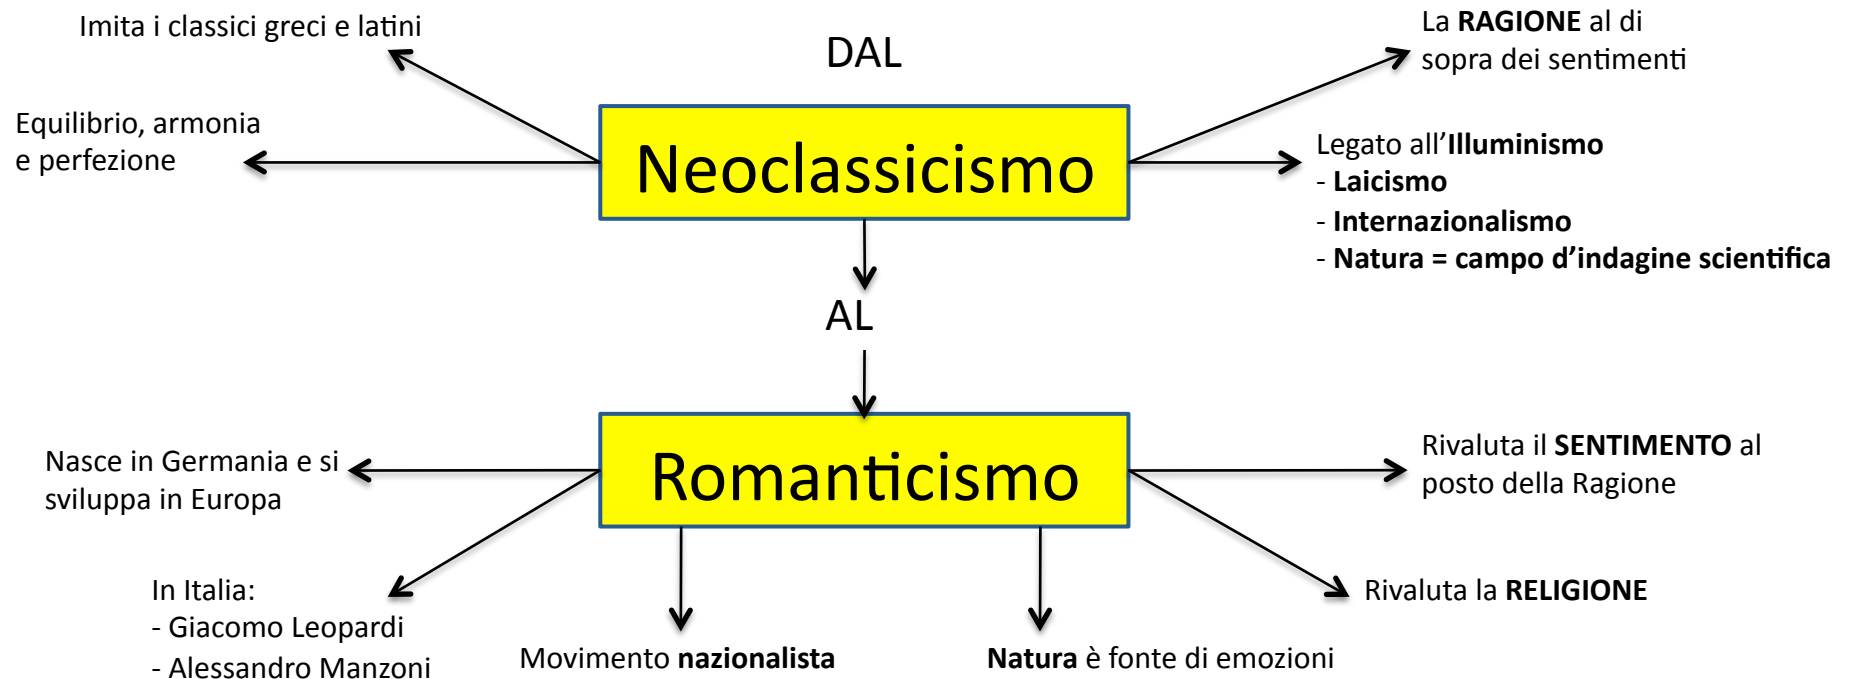 DAL
Neoclassicismo
Imita i classici greci e latini
Equilibrio, armonia
e perfezione
La RAGIONE al di
sopra dei sentimenti
Legato all’Illuminismo
- Laicismo
- Internazionalismo
- Natura = campo d’indagine scientifica
AL
Romanticismo
Nasce in Germania e si
sviluppa in Europa
In Italia:
- Giacomo Leopardi
- Alessandro Manzoni
Movimento nazionalista
Natura è fonte di emozioni
Rivaluta il SENTIMENTO al
posto della Ragione
Rivaluta la RELIGIONE